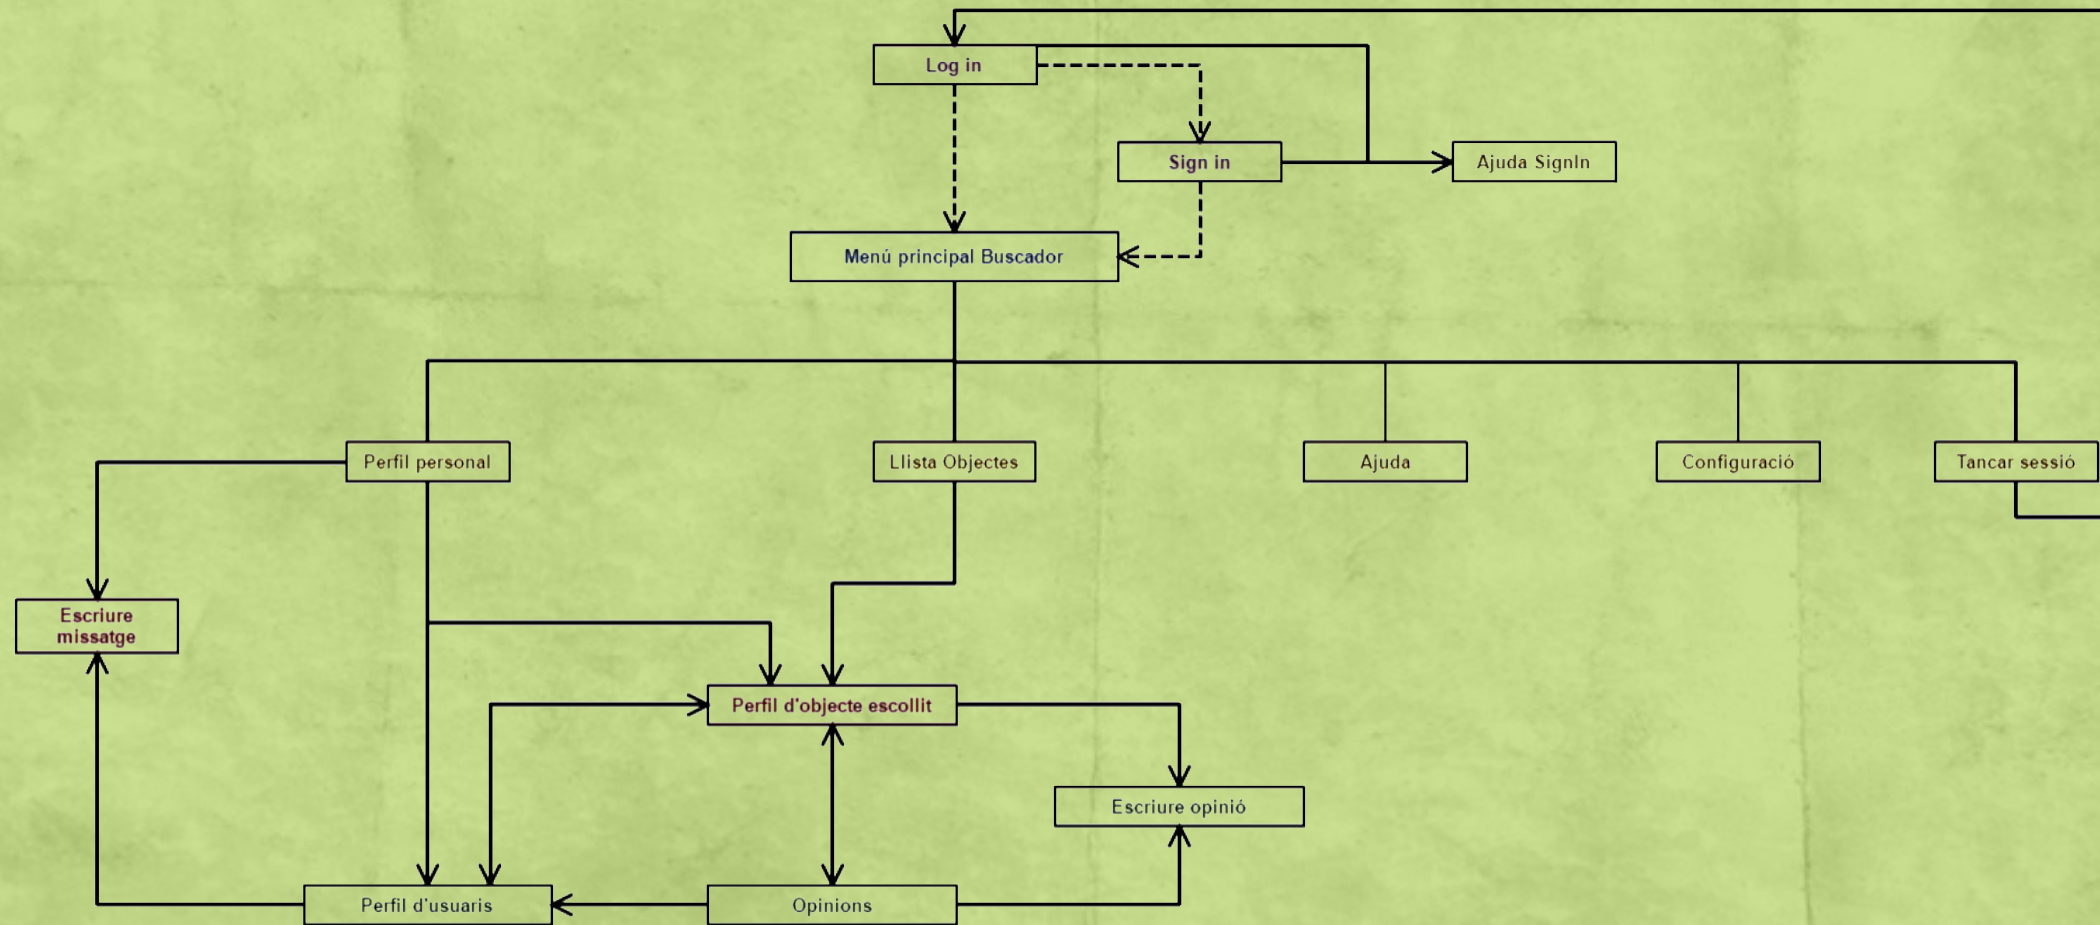 Log in
Sign in
Ajuda SignIn
Menú principal Buscador
Perfil personal
Llista Objectes
Ajuda
Configuració
Tancar sessió
Escriure
missatge
Perfil d'objecte escollit
Escriure opinió
Perfil d'usuaris
Opinions